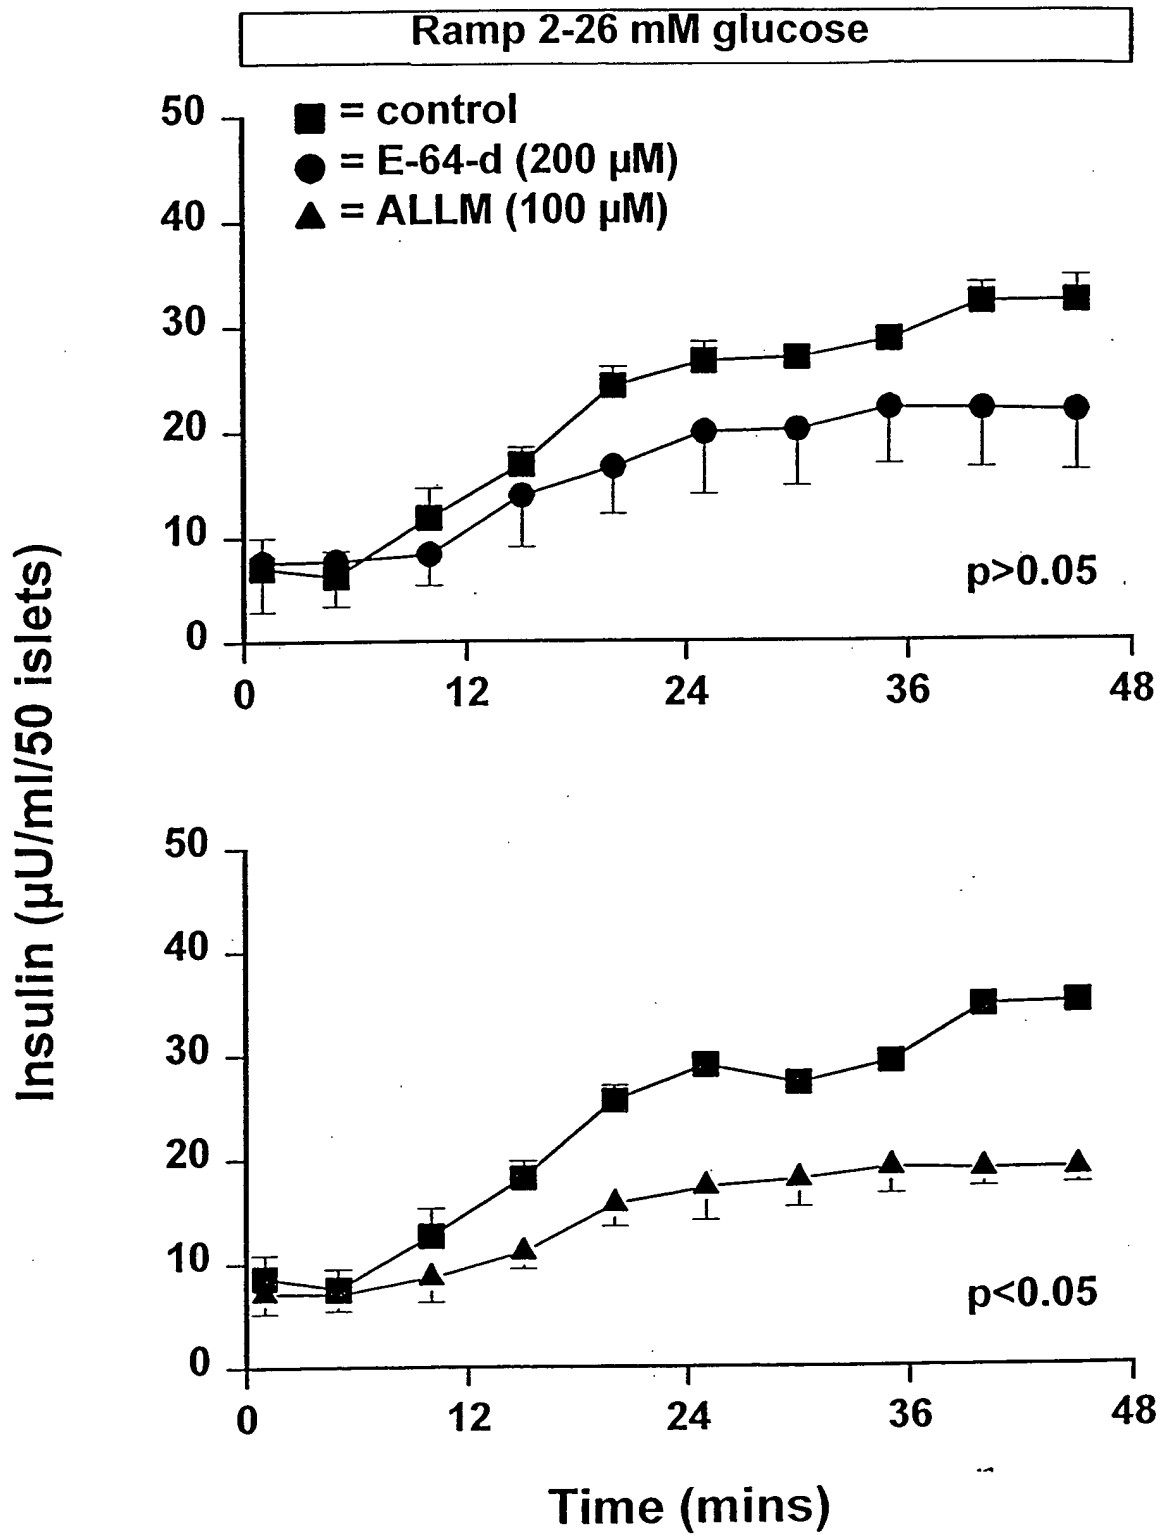 Ramp 2-26 mM glucose
= control
= E-64-d (200 µM)
= ALLM (100 µM)
50
40
30
20
10
0
p>0.05
0 12 24 36 48
Insulin (µU/ml/50 islets)
50
40
30
20
10
0
p<0.05
0 12 24 36 48
Time (mins)